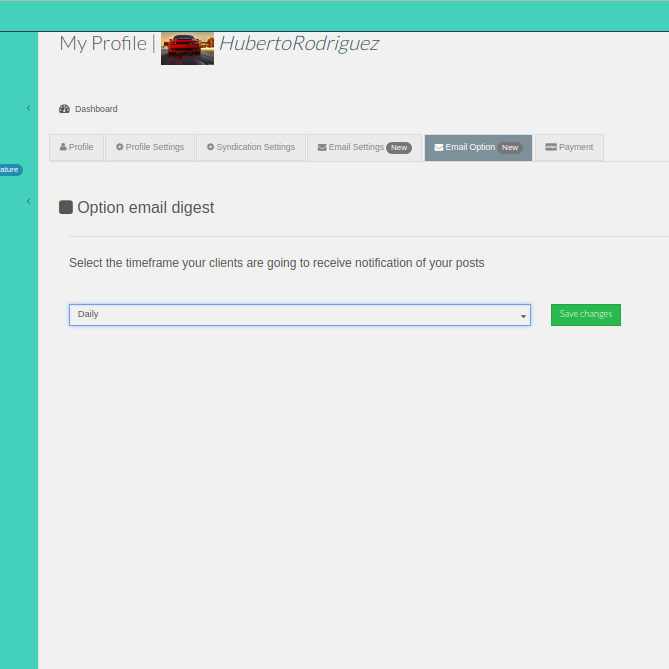 My Profile | HubertoRodriguez
Dashboard
ature
Profile
Profile Settings
Syndication Settings
Email Settings New
Email Option New
Payment
Option email digest
Select the timeframe your clients are going to receive notification of your posts
Daily
Save changes